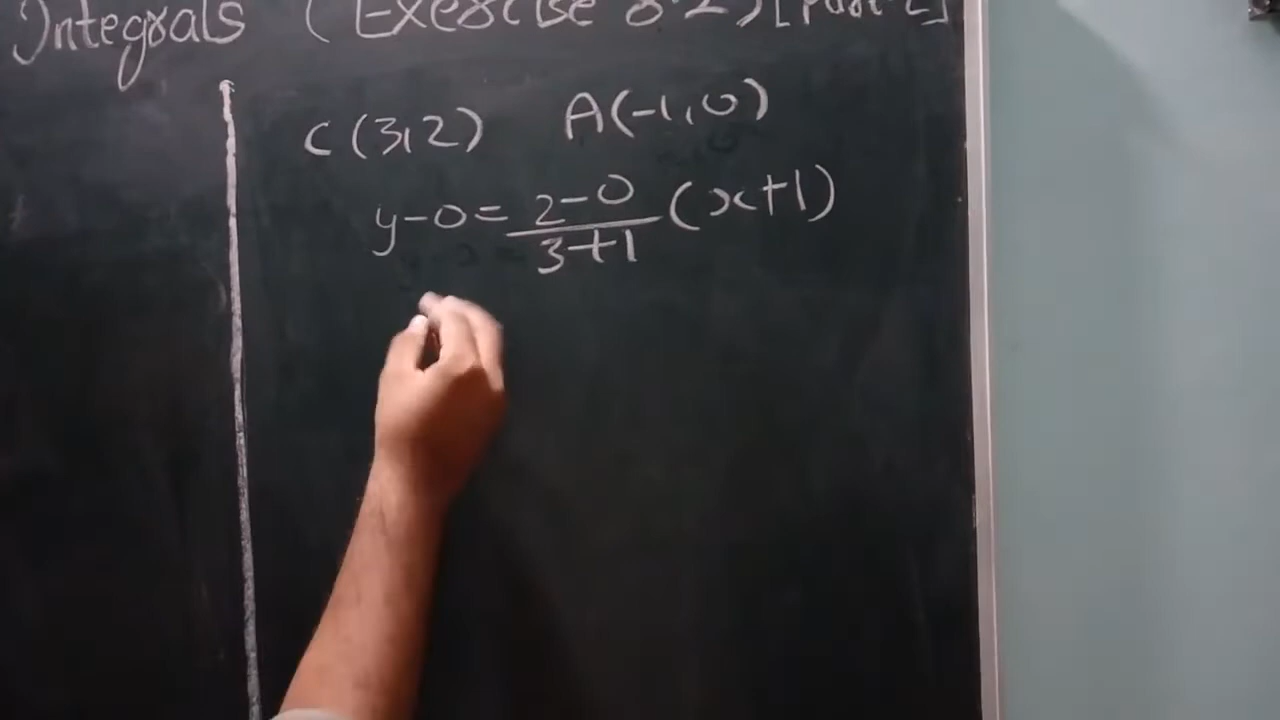 Integrals (Exercise 8.2) [Part-2]
C(3,2) A(-1,0)
y-0=2-0/3+1(x+1)